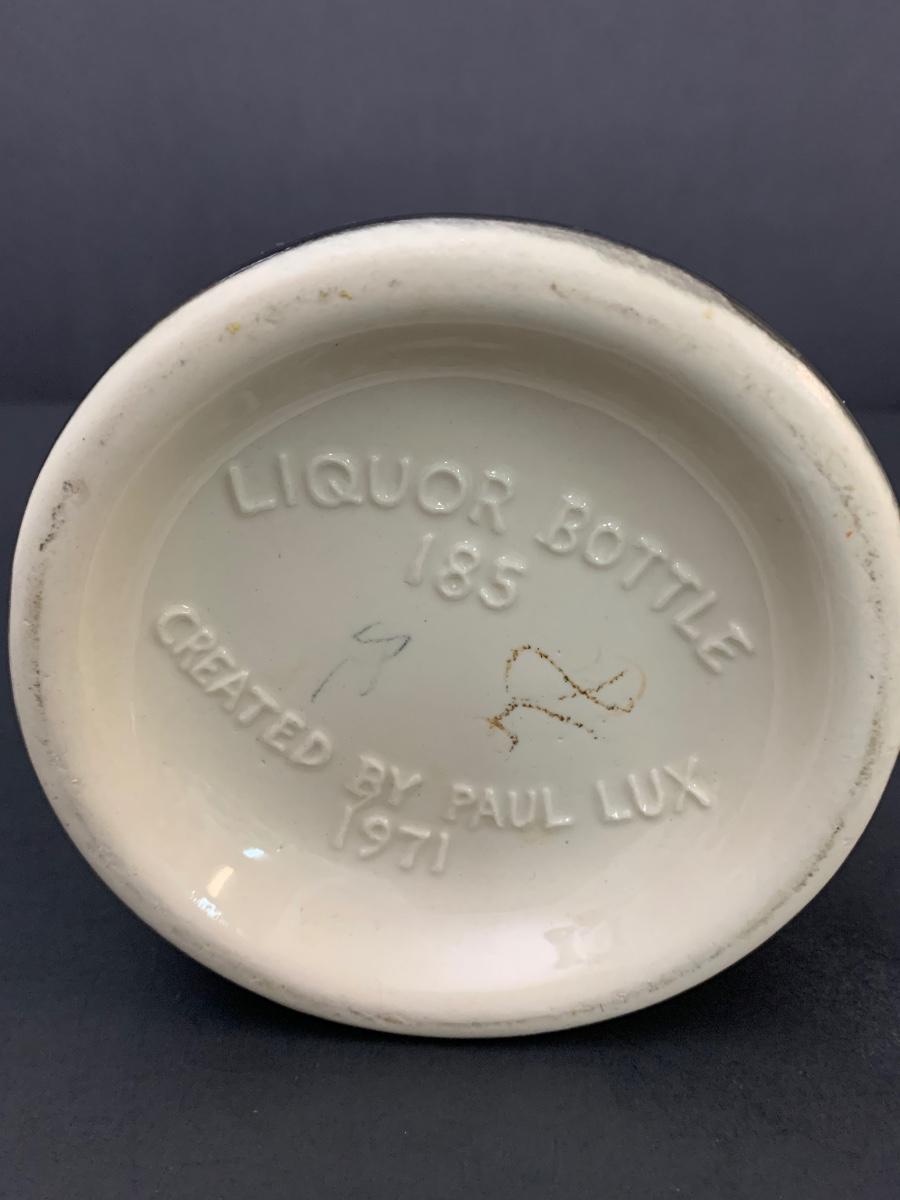 LIQUOR BOTTLE
185
CREATED BY PAUL LUX
1971